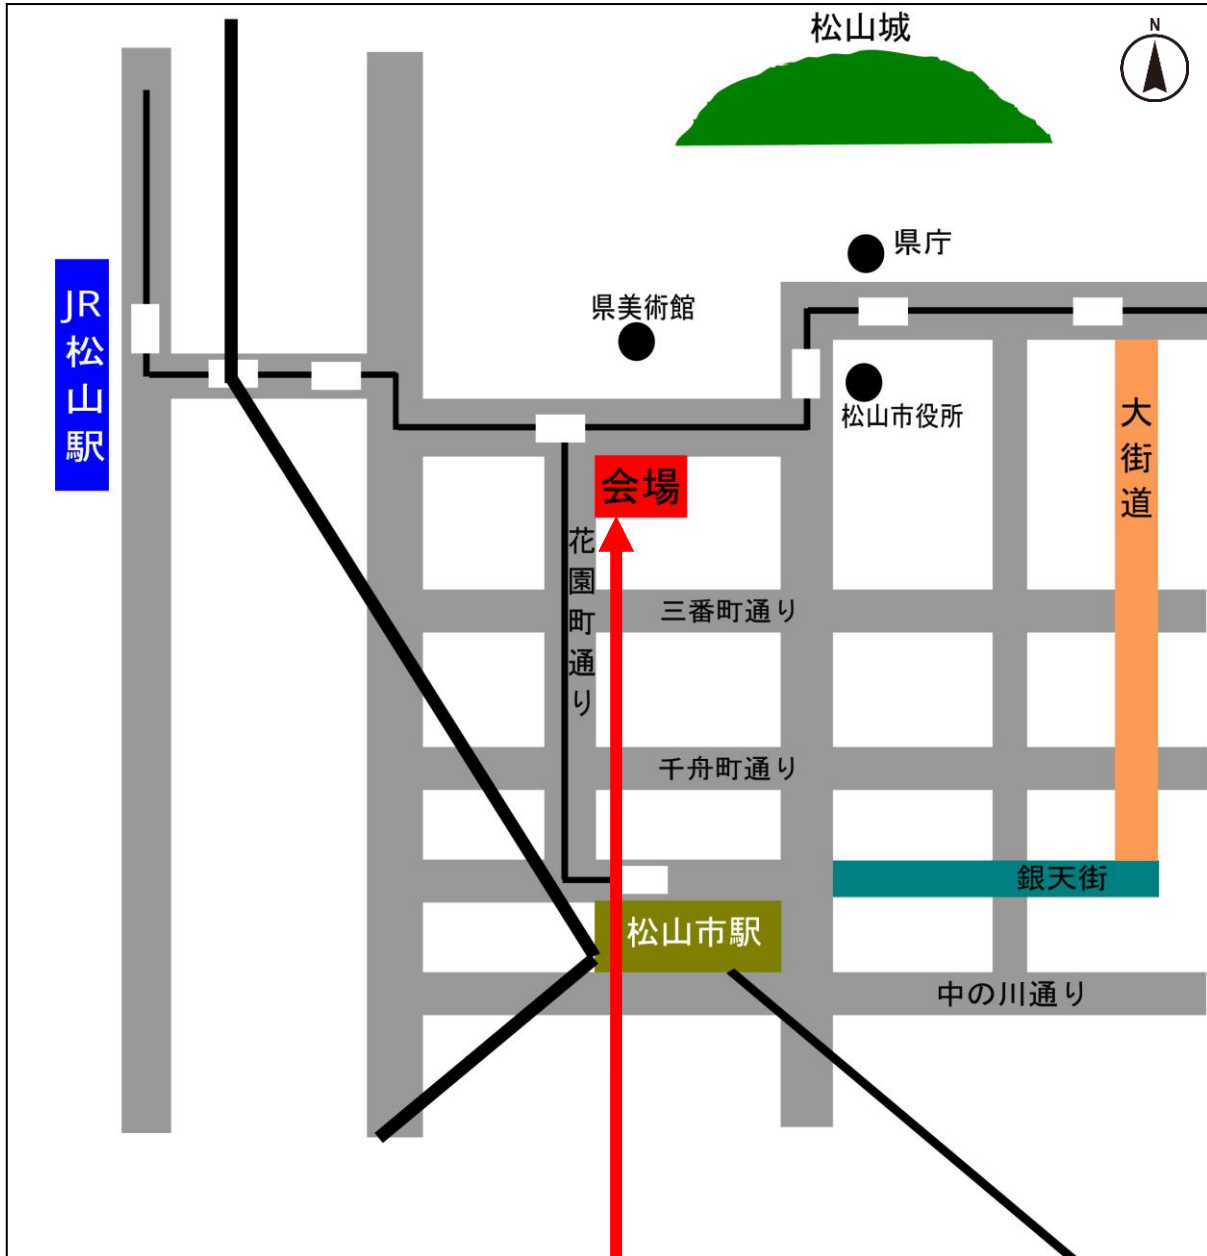 松山城
N
県庁
JR松山駅
県美術館
松山市役所
大街道
会場
花園町通り
三番町通り
千舟町通り
銀天街
松山市駅
中の川通り